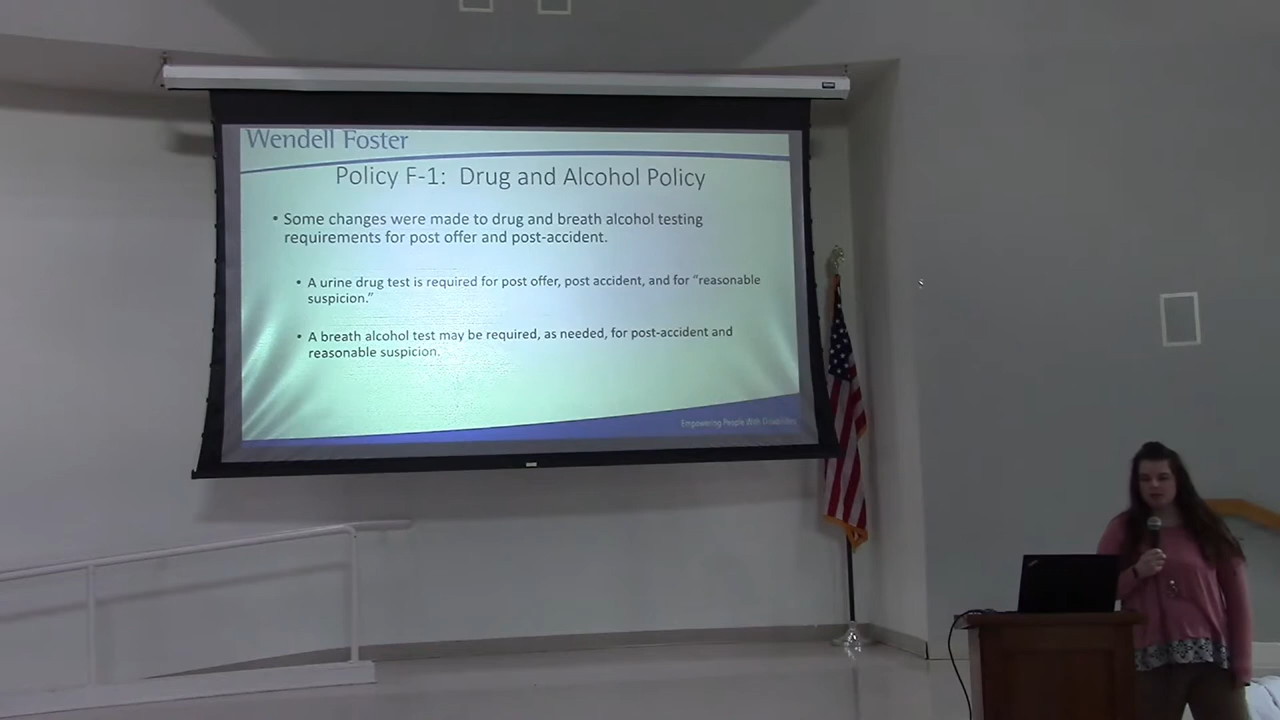 Wendell Foster
Policy F-1: Drug and Alcohol Policy
• Some changes were made to drug and breath alcohol testing
requirements for post offer and post-accident.
• A urine drug test is required for post offer, post accident, and for “reasonable
suspicion.”
• A breath alcohol test may be required, as needed, for post-accident and
reasonable suspicion.
Empowering People With Disabilities